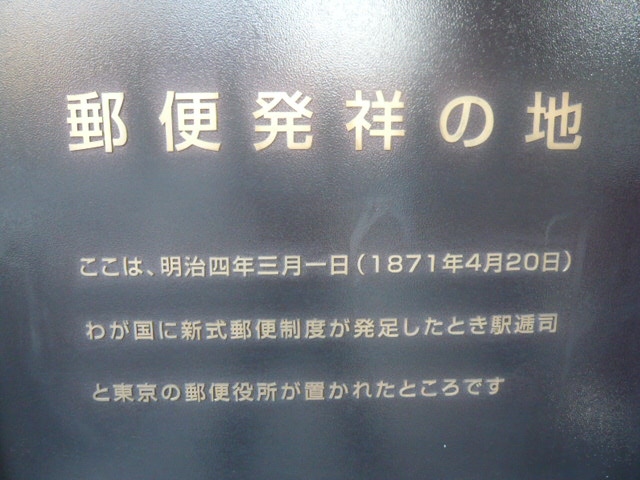 郵便発祥の地
ここは、明治四年三月一日（1871年4月20日）
わが国に新式郵便制度が発足したとき駅逓司
と東京の郵便役所が置かれたところです